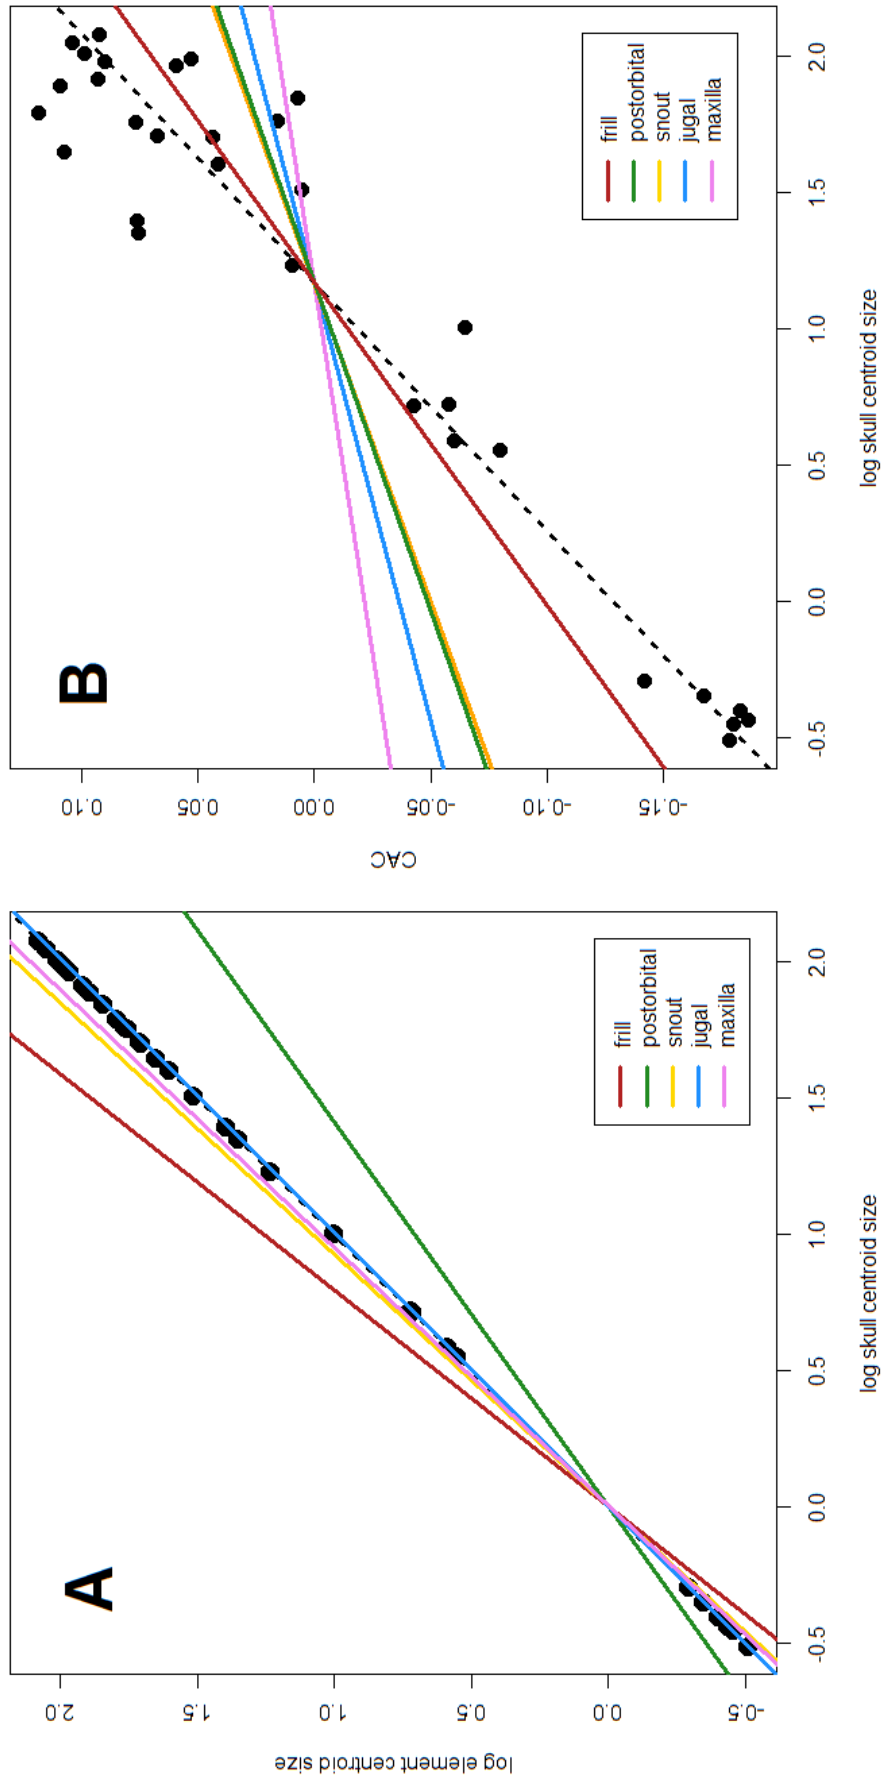 A
2.0
1.5
1.0
0.5
0.0
-0.5
log element centroid size
-0.5
0.0
0.5
1.0
1.5
2.0
log skull centroid size
frill
postorbital
snout
jugal
maxilla
B
0.10
0.05
0.00
-0.05
-0.10
-0.15
CAC
-0.5
0.0
0.5
1.0
1.5
2.0
log skull centroid size
frill
postorbital
snout
jugal
maxilla